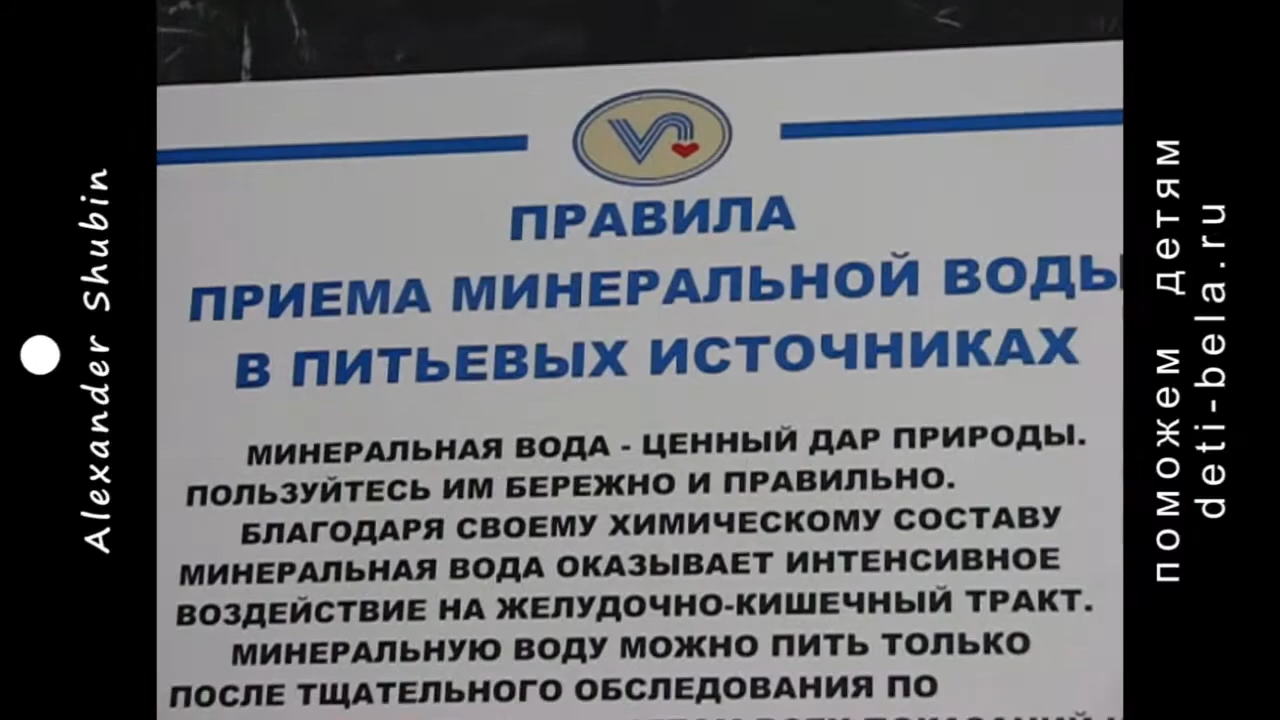 ПРАВИЛА
ПРИЕМА МИНЕРАЛЬНОЙ ВОДЫ
В ПИТЬЕВЫХ ИСТОЧНИКАХ
МИНЕРАЛЬНАЯ ВОДА - ЦЕННЫЙ ДАР ПРИРОДЫ.
ПОЛЬЗУЙТЕСЬ ИМ БЕРЕЖНО И ПРАВИЛЬНО.
БЛАГОДАРЯ СВОЕМУ ХИМИЧЕСКОМУ СОСТАВУ
МИНЕРАЛЬНАЯ ВОДА ОКАЗЫВАЕТ ИНТЕНСИВНОЕ
ВОЗДЕЙСТВИЕ НА ЖЕЛУДОЧНО-КИШЕЧНЫЙ ТРАКТ.
МИНЕРАЛЬНУЮ ВОДУ МОЖНО ПИТЬ ТОЛЬКО
ПОСЛЕ ТЩАТЕЛЬНОГО ОБСЛЕДОВАНИЯ ПО
Alexander Shubin
поможем детям
deti-bela.ru